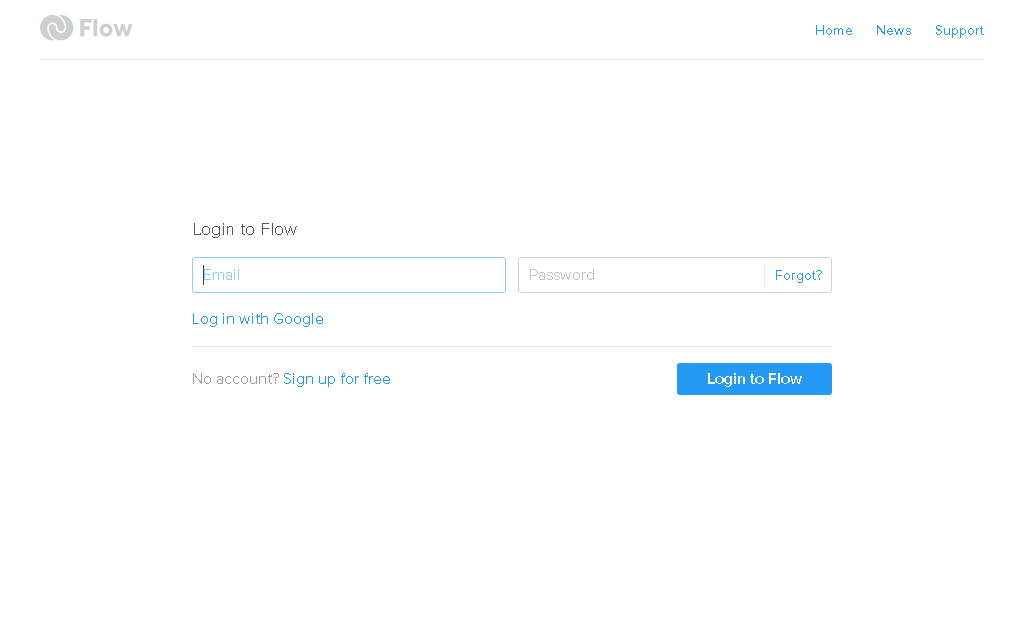 Flow
Home News Support
Login to Flow
Email Password Forgot?
Log in with Google
No account? Sign up for free Login to Flow